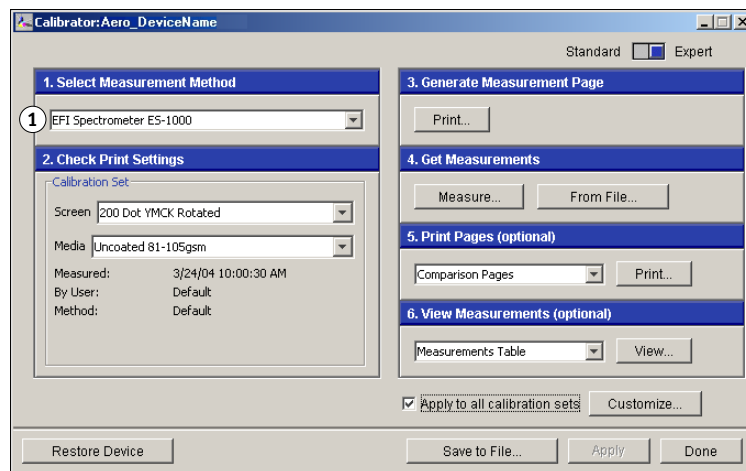 Calibrator:Aero_DeviceName
Standard Expert
1. Select Measurement Method
1
EFI Spectrometer ES-1000
2. Check Print Settings
Calibration Set
Screen 200 Dot YMCK Rotated
Media Uncoated 81-105gsm
Measured: 3/24/04 10:00:30 AM
By User: Default
Method: Default
3. Generate Measurement Page
Print...
4. Get Measurements
Measure... From File...
5. Print Pages (optional)
Comparison Pages Print...
6. View Measurements (optional)
Measurements Table View...
Apply to all calibration sets Customize...
Restore Device Save to File... Apply Done